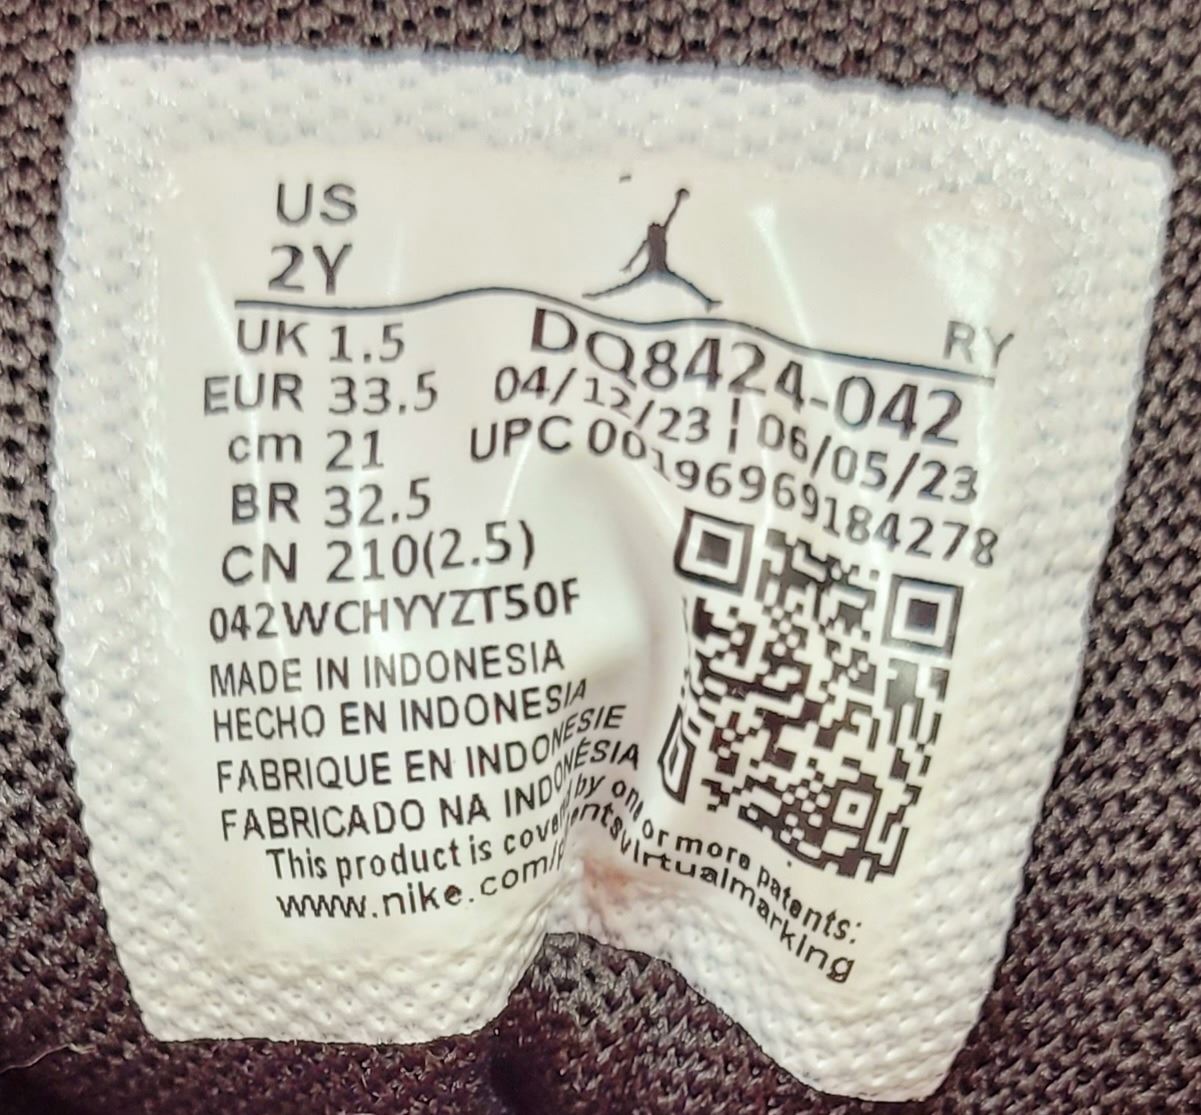 US
2Y
RY
UK 1.5
EUR 33.5
cm 21
BR 32.5
CN 210(2.5)
DQ8424-042
04/12/23 | 06/05/23
UPC 00196969184278
042WCHYYZT50F
MADE IN INDONESIA
HECHO EN INDONESIA
FABRIQUE EN INDONESIE
FABRICADO NA INDONÉSIA
This product is covered by one or more patents:
www.nike.com/patentsvirtualmarking